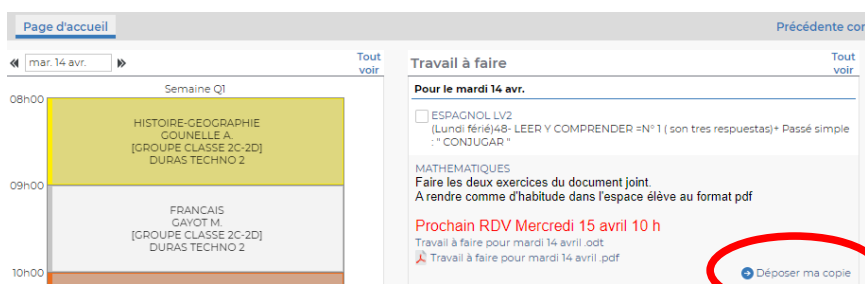 Page d'accueil
Précédente con
mar. 14 avr.
Tout
voir
Semaine Q1
08h00
HISTOIRE-GEOGRAPHIE
GOUNELLE A.
[GROUPE CLASSE 2C-2D]
DURAS TECHNO 2
09h00
FRANCAIS
GAYOT M.
[GROUPE CLASSE 2C-2D]
DURAS TECHNO 2
10h00
Travail à faire
Tout
voir
Pour le mardi 14 avr.
ESPAGNOL LV2
(Lundi férié)48- LEER Y COMPRENDER =N° 1 ( son tres respuestas)+ Passé simple
: " CONJUGAR "
MATHEMATIQUES
Faire les deux exercices du document joint.
A rendre comme d'habitude dans l'espace élève au format pdf
Prochain RDV Mercredi 15 avril 10 h
Travail à faire pour mardi 14 avril .odt
Travail à faire pour mardi 14 avril .pdf
Déposer ma copie